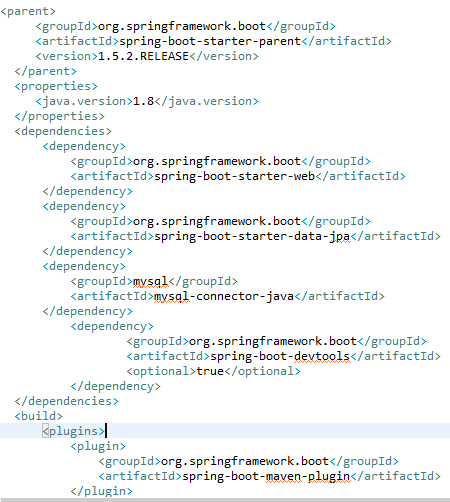 <parent>
<groupId>org.springframework.boot</groupId>
<artifactId>spring-boot-starter-parent</artifactId>
<version>1.5.2.RELEASE</version>
</parent>
<properties>
<java.version>1.8</java.version>
</properties>
<dependencies>
<dependency>
<groupId>org.springframework.boot</groupId>
<artifactId>spring-boot-starter-web</artifactId>
</dependency>
<dependency>
<groupId>org.springframework.boot</groupId>
<artifactId>spring-boot-starter-data-jpa</artifactId>
</dependency>
<dependency>
<groupId>mysql</groupId>
<artifactId>mysql-connector-java</artifactId>
</dependency>
<dependency>
<groupId>org.springframework.boot</groupId>
<artifactId>spring-boot-devtools</artifactId>
<optional>true</optional>
</dependency>
</dependencies>
<build>
<plugins>
<plugin>
<groupId>org.springframework.boot</groupId>
<artifactId>spring-boot-maven-plugin</artifactId>
</plugin>